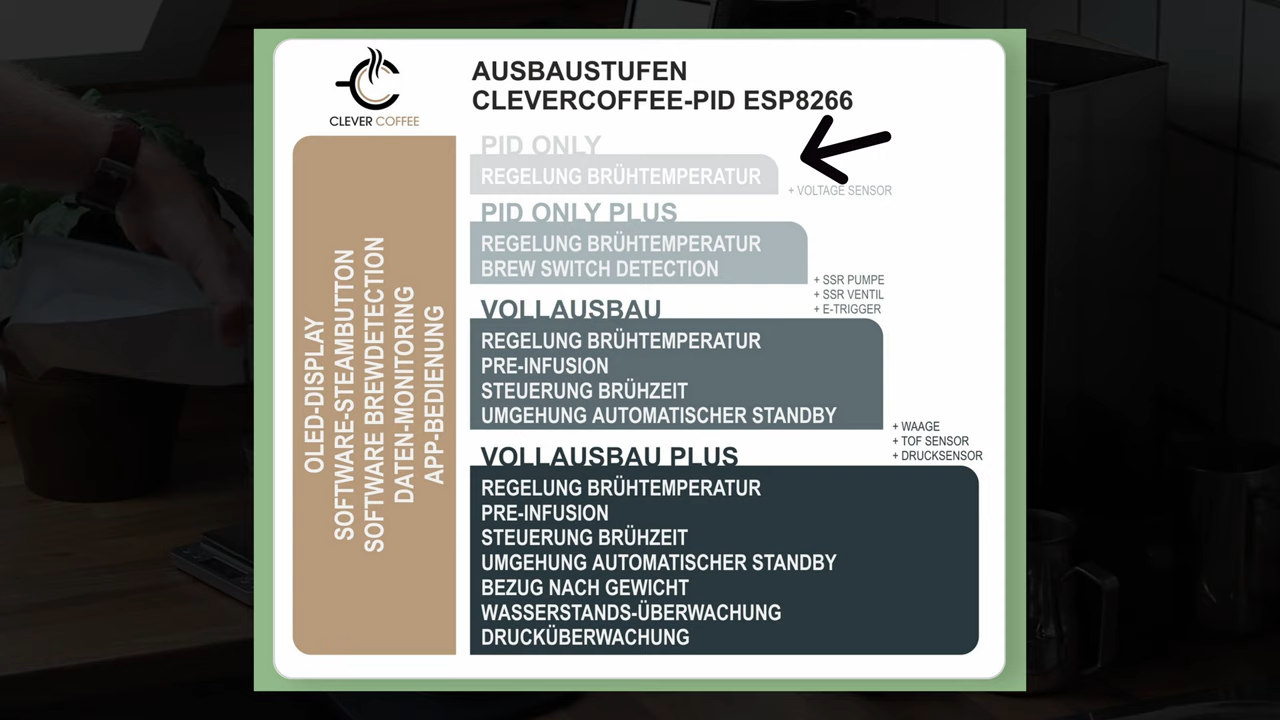 AUSBAUSTUFEN
CLEVERCOFFEE-PID ESP8266
CLEVER COFFEE
OLED-DISPLAY
SOFTWARE-STEAMBUTTON
SOFTWARE BREWDETECTION
DATEN-MONITORING
APP-BEDIENUNG
PID ONLY
REGELUNG BRÜHTEMPERATUR
+ VOLTAGE SENSOR
PID ONLY PLUS
REGELUNG BRÜHTEMPERATUR
BREW SWITCH DETECTION
+ SSR PUMPE
+ SSR VENTIL
+ E-TRIGGER
VOLLAUSBAU
REGELUNG BRÜHTEMPERATUR
PRE-INFUSION
STEUERUNG BRÜHZEIT
UMGEHUNG AUTOMATISCHER STANDBY
+ WAAGE
+ TOF SENSOR
+ DRUCKSENSOR
VOLLAUSBAU PLUS
REGELUNG BRÜHTEMPERATUR
PRE-INFUSION
STEUERUNG BRÜHZEIT
UMGEHUNG AUTOMATISCHER STANDBY
BEZUG NACH GEWICHT
WASSERSTANDS-ÜBERWACHUNG
DRUCKÜBERWACHUNG